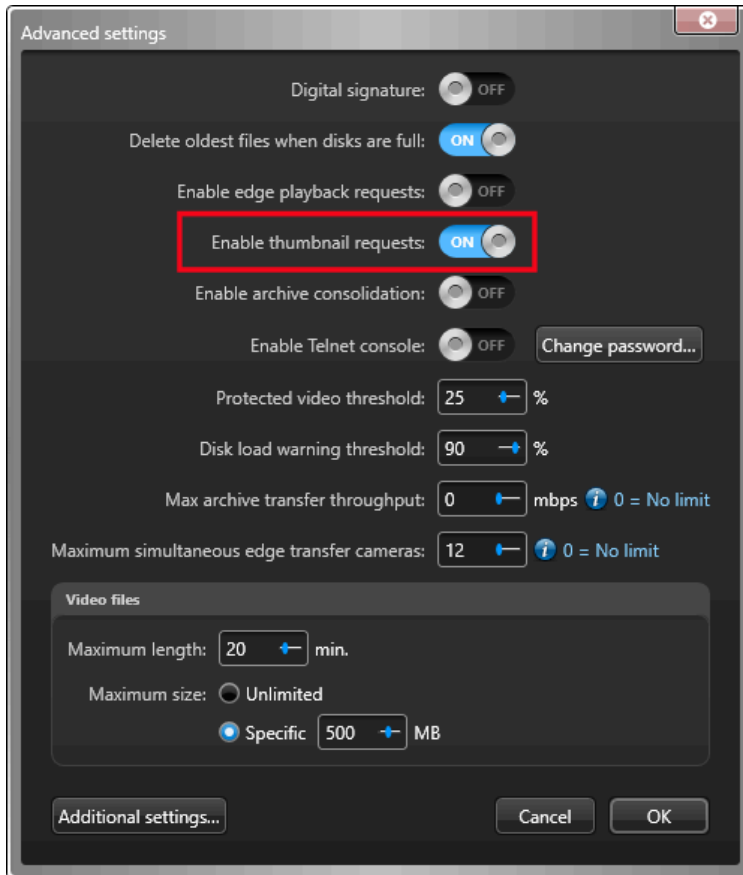 Advanced settings
Digital signature: OFF
Delete oldest files when disks are full: ON
Enable edge playback requests: OFF
Enable thumbnail requests: ON
Enable archive consolidation: OFF
Enable Telnet console: OFF Change password...
Protected video threshold: 25 %
Disk load warning threshold: 90 %
Max archive transfer throughput: 0 mbps i 0 = No limit
Maximum simultaneous edge transfer cameras: 12 i 0 = No limit
Video files
Maximum length: 20 min.
Maximum size: Unlimited
Specific 500 MB
Additional settings... Cancel OK